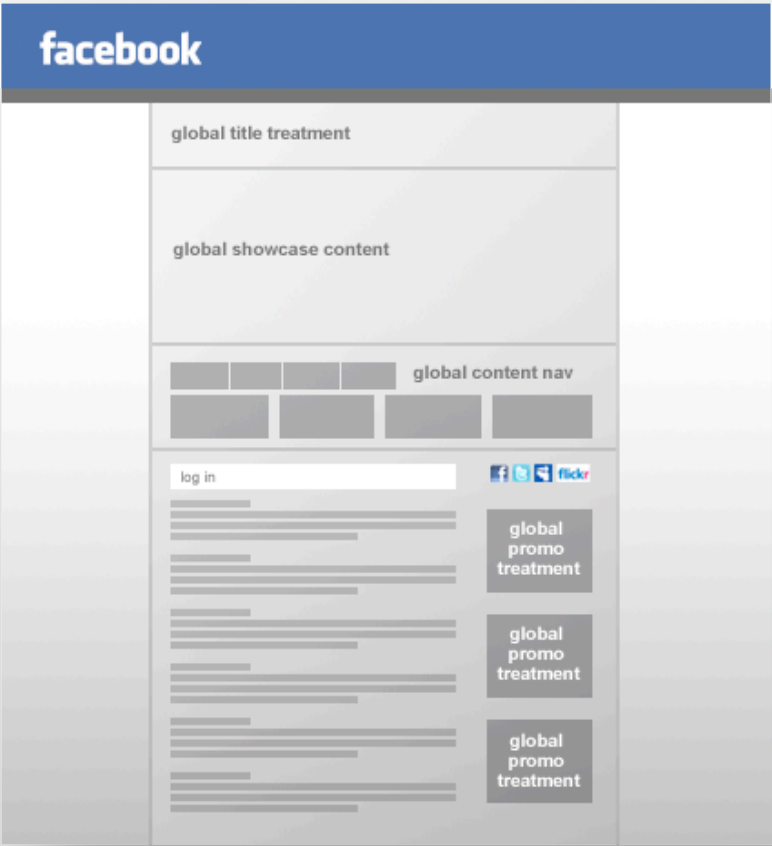 facebook
global title treatment
global showcase content
global content nav
log in
flickr
global
promo
treatment
global
promo
treatment
global
promo
treatment